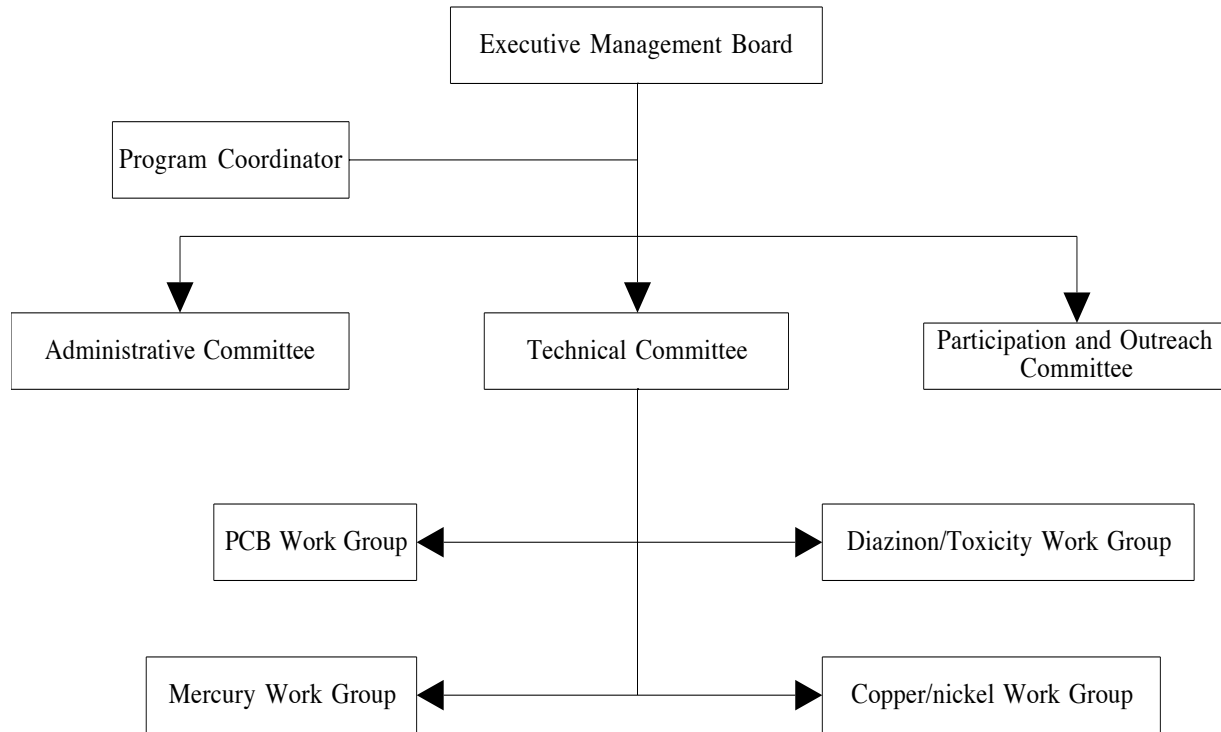 Executive Management Board
Program Coordinator
Administrative Committee
Technical Committee
Participation and Outreach
Committee
PCB Work Group
Diazinon/Toxicity Work Group
Mercury Work Group
Copper/nickel Work Group